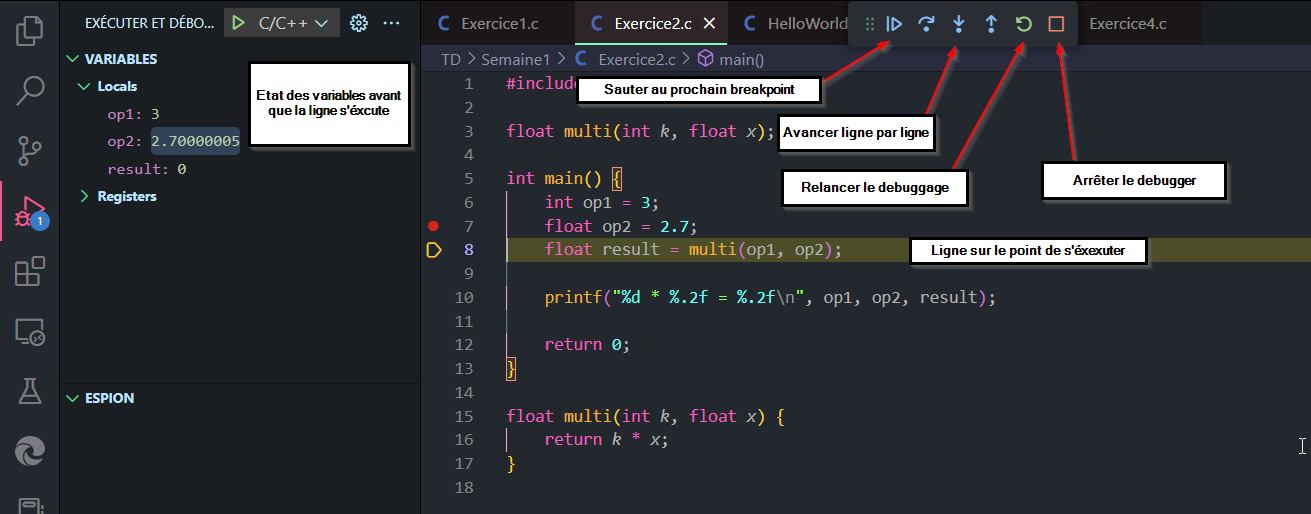 EXÉCUTER ET DÉBO... C/C++ ...
VARIABLES
Locals
op1: 3
op2: 2.70000005
result: 0
Registers
ESPION
1
Etat des variables avant
que la ligne s'éxcute
Exercice1.c
Exercice2.c
HelloWorld
Exercice4.c
TD > Semaine1 > C Exercice2.c > main()
Sauter au prochain breakpoint
Avancer ligne par ligne
Relancer le debuggage
Arrêter le debugger
Ligne sur le point de s'éxexuter
1 #include
2
3 float multi(int k, float x);
4
5 int main() {
6 int op1 = 3;
7 float op2 = 2.7;
8 float result = multi(op1, op2);
9
10 printf("%d * %.2f = %.2f\n", op1, op2, result);
11
12 return 0;
13 }
14
15 float multi(int k, float x) {
16 return k * x;
17 }
18